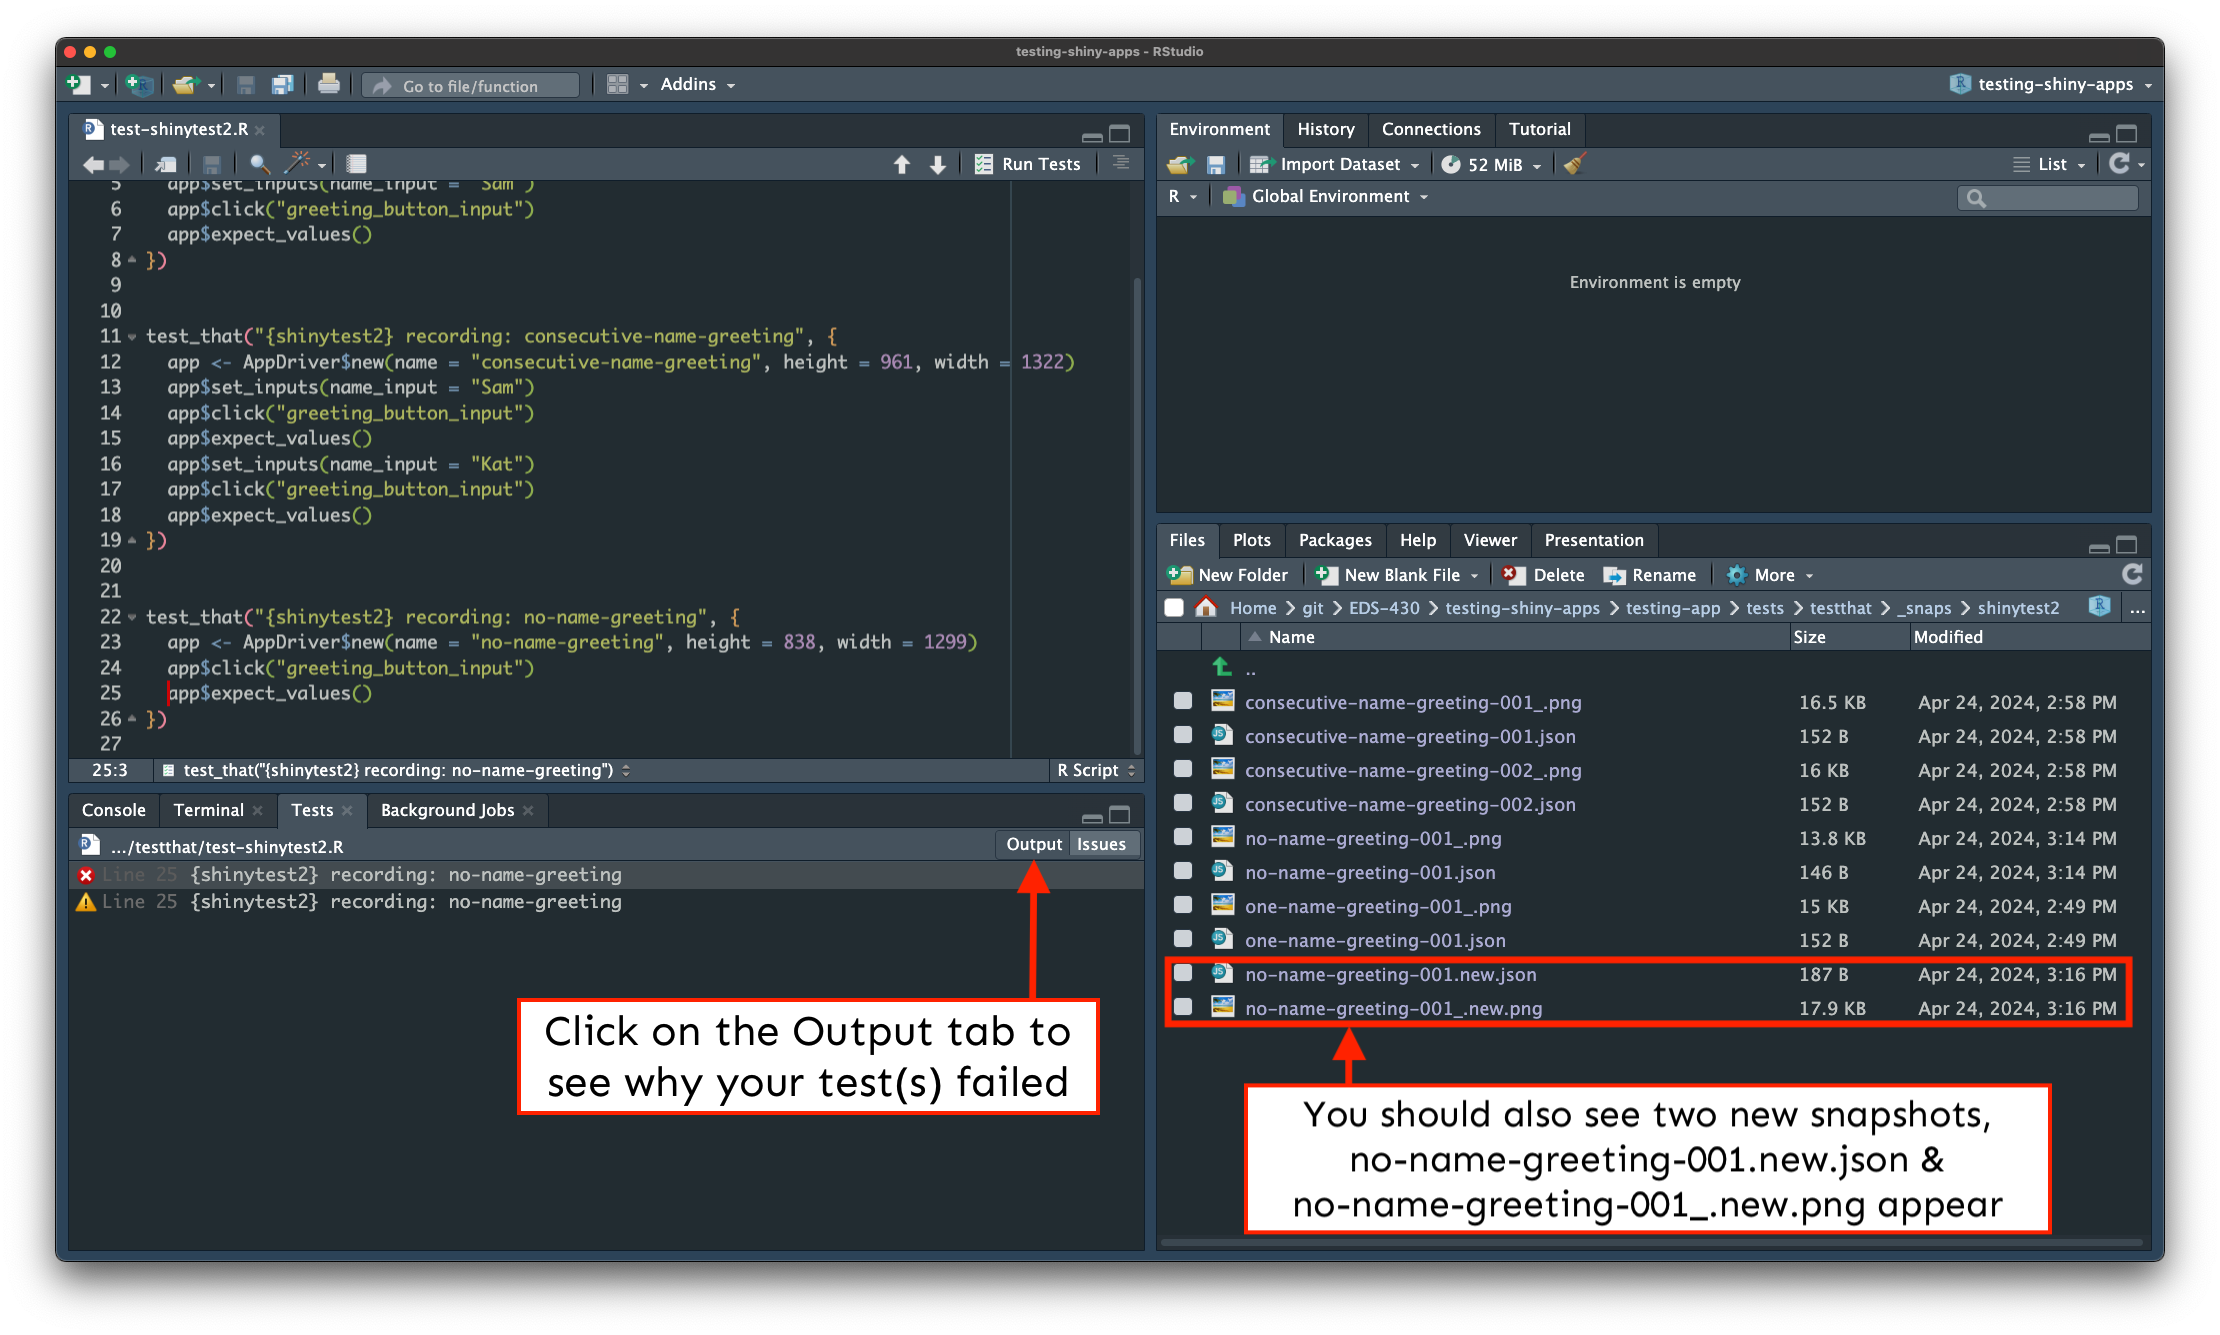 testing-shiny-apps - RStudio
Go to file/function
Addins
testing-shiny-apps
test-shinytest2.R
Run Tests
5 app$set_inputs(name_input = "Sam")
6 app$click("greeting_button_input")
7 app$expect_values()
8 })
9
10
11 test_that("{shinytest2} recording: consecutive-name-greeting", {
12 app <- AppDriver$new(name = "consecutive-name-greeting", height = 961, width = 1322)
13 app$set_inputs(name_input = "Sam")
14 app$click("greeting_button_input")
15 app$expect_values()
16 app$set_inputs(name_input = "Kat")
17 app$click("greeting_button_input")
18 app$expect_values()
19 })
20
21
22 test_that("{shinytest2} recording: no-name-greeting", {
23 app <- AppDriver$new(name = "no-name-greeting", height = 838, width = 1299)
24 app$click("greeting_button_input")
25 app$expect_values()
26 })
27
25:3 test_that("{shinytest2} recording: no-name-greeting") R Script
Console Terminal Tests Background Jobs
.../testthat/test-shinytest2.R Output Issues
Line 25 {shinytest2} recording: no-name-greeting
Line 25 {shinytest2} recording: no-name-greeting
Click on the Output tab to
see why your test(s) failed
Environment History Connections Tutorial
Import Dataset 52 MiB List
R Global Environment
Environment is empty
Files Plots Packages Help Viewer Presentation
New Folder New Blank File Delete Rename More
Home git EDS-430 testing-shiny-apps testing-app tests testthat _snaps shinytest2 ...
Name Size Modified
..
consecutive-name-greeting-001_.png 16.5 KB Apr 24, 2024, 2:58 PM
consecutive-name-greeting-001.json 152 B Apr 24, 2024, 2:58 PM
consecutive-name-greeting-002_.png 16 KB Apr 24, 2024, 2:58 PM
consecutive-name-greeting-002.json 152 B Apr 24, 2024, 2:58 PM
no-name-greeting-001_.png 13.8 KB Apr 24, 2024, 3:14 PM
no-name-greeting-001.json 146 B Apr 24, 2024, 3:14 PM
one-name-greeting-001_.png 15 KB Apr 24, 2024, 2:49 PM
one-name-greeting-001.json 152 B Apr 24, 2024, 2:49 PM
no-name-greeting-001.new.json 187 B Apr 24, 2024, 3:16 PM
no-name-greeting-001_.new.png 17.9 KB Apr 24, 2024, 3:16 PM
You should also see two new snapshots,
no-name-greeting-001.new.json &
no-name-greeting-001_.new.png appear